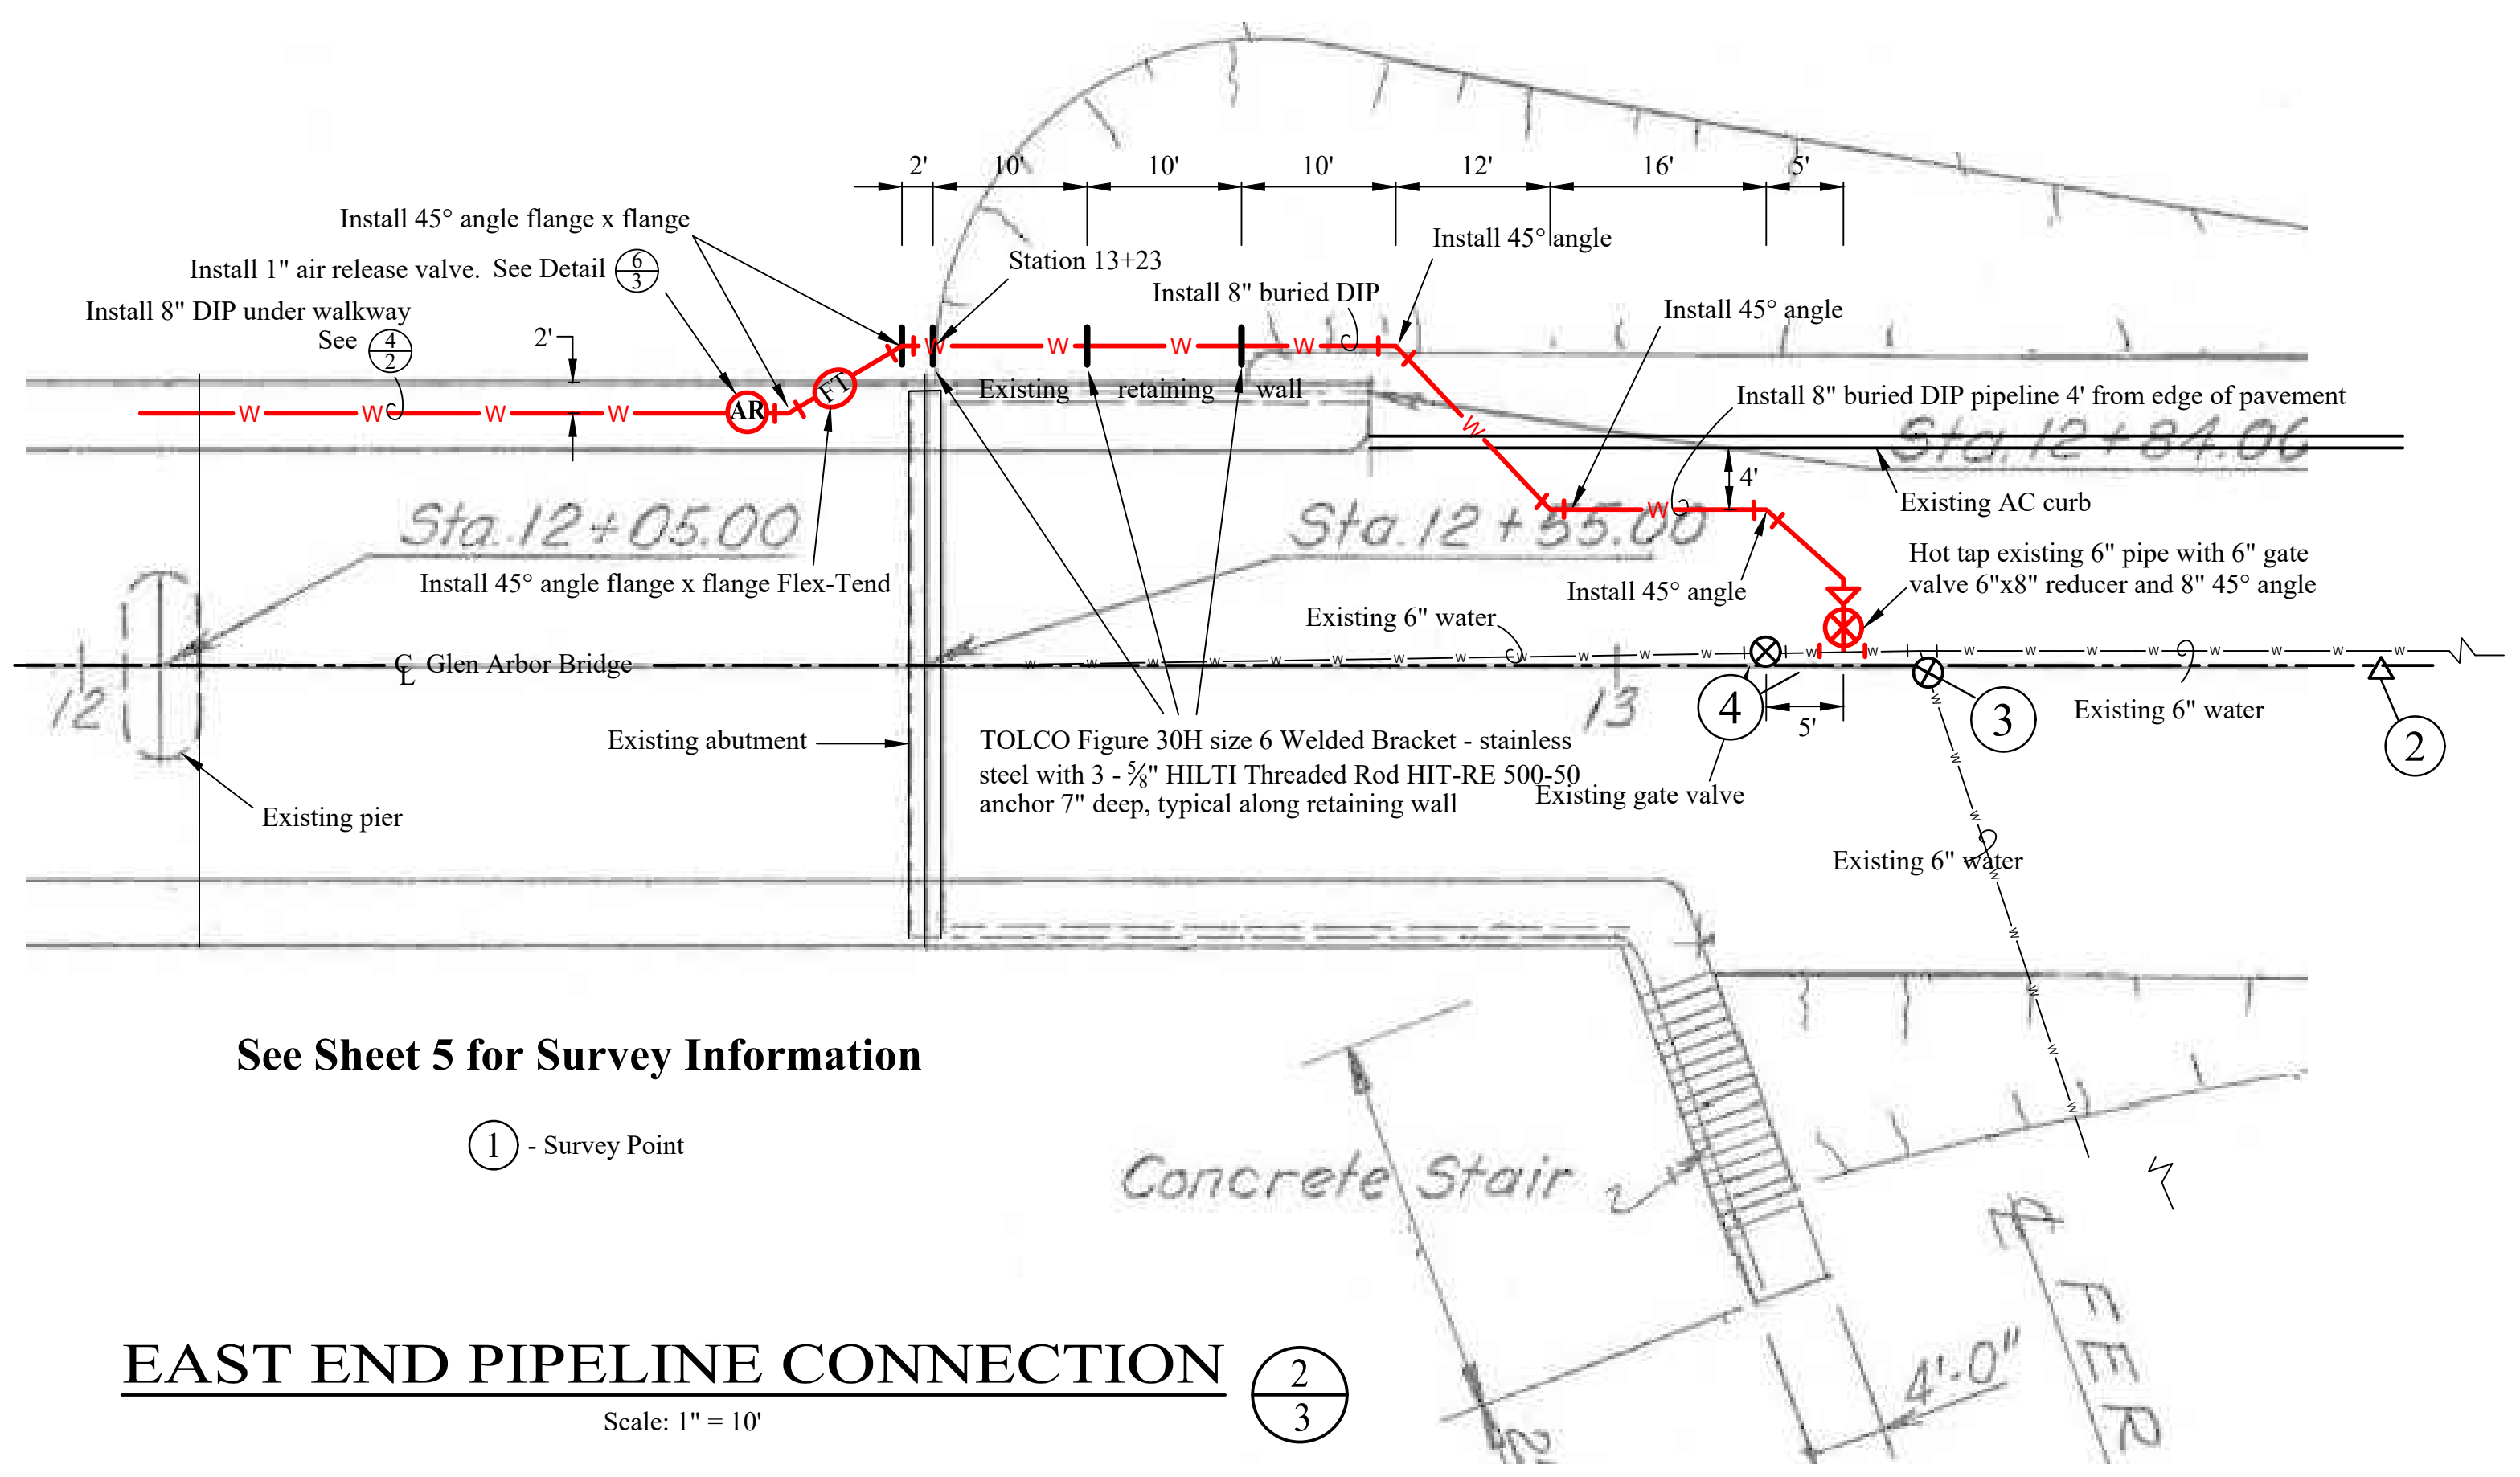 2' 10' 10' 10' 12' 16' 5'
Install 45° angle flange x flange
Install 1" air release valve. See Detail 6/3
Install 8" DIP under walkway
See 4/2
2'
Station 13+23
Install 8" buried DIP
Install 45° angle
Install 45° angle
Install 8" buried DIP pipeline 4' from edge of pavement
W W W W AR FT W W W W W W
Existing retaining wall
Sta. 12+84.06
4'
Existing AC curb
Sta. 12+05.00
Sta. 12+55.00
Install 45° angle flange x flange Flex-Tend
Install 45° angle
Hot tap existing 6" pipe with 6" gate
valve 6"x8" reducer and 8" 45° angle
Existing 6" water
℄ Glen Arbor Bridge
w w w w w w w w w w w w w w w w w w w w w w
12
13
4
5'
3
2
Existing 6" water
Existing abutment
TOLCO Figure 30H size 6 Welded Bracket - stainless
steel with 3 - ⅝" HILTI Threaded Rod HIT-RE 500-50
anchor 7" deep, typical along retaining wall
Existing gate valve
Existing pier
Existing 6" water
w w w w w w w w
See Sheet 5 for Survey Information
1 - Survey Point
Concrete Stair
4'-0"
FER
EAST END PIPELINE CONNECTION 2/3
Scale: 1" = 10'